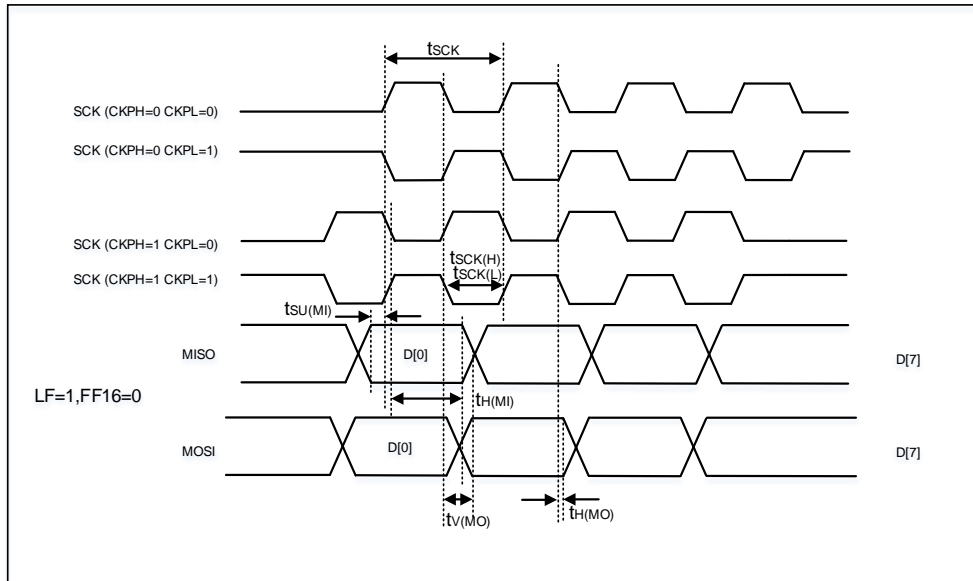 tSCK
SCK (CKPH=0 CKPL=0)
SCK (CKPH=0 CKPL=1)
SCK (CKPH=1 CKPL=0)
tSCK(H)
SCK (CKPH=1 CKPL=1)
tSCK(L)
tSU(MI)
MISO
D[0]
D[7]
LF=1,FF16=0
tH(MI)
MOSI
D[0]
D[7]
tV(MO)
tH(MO)